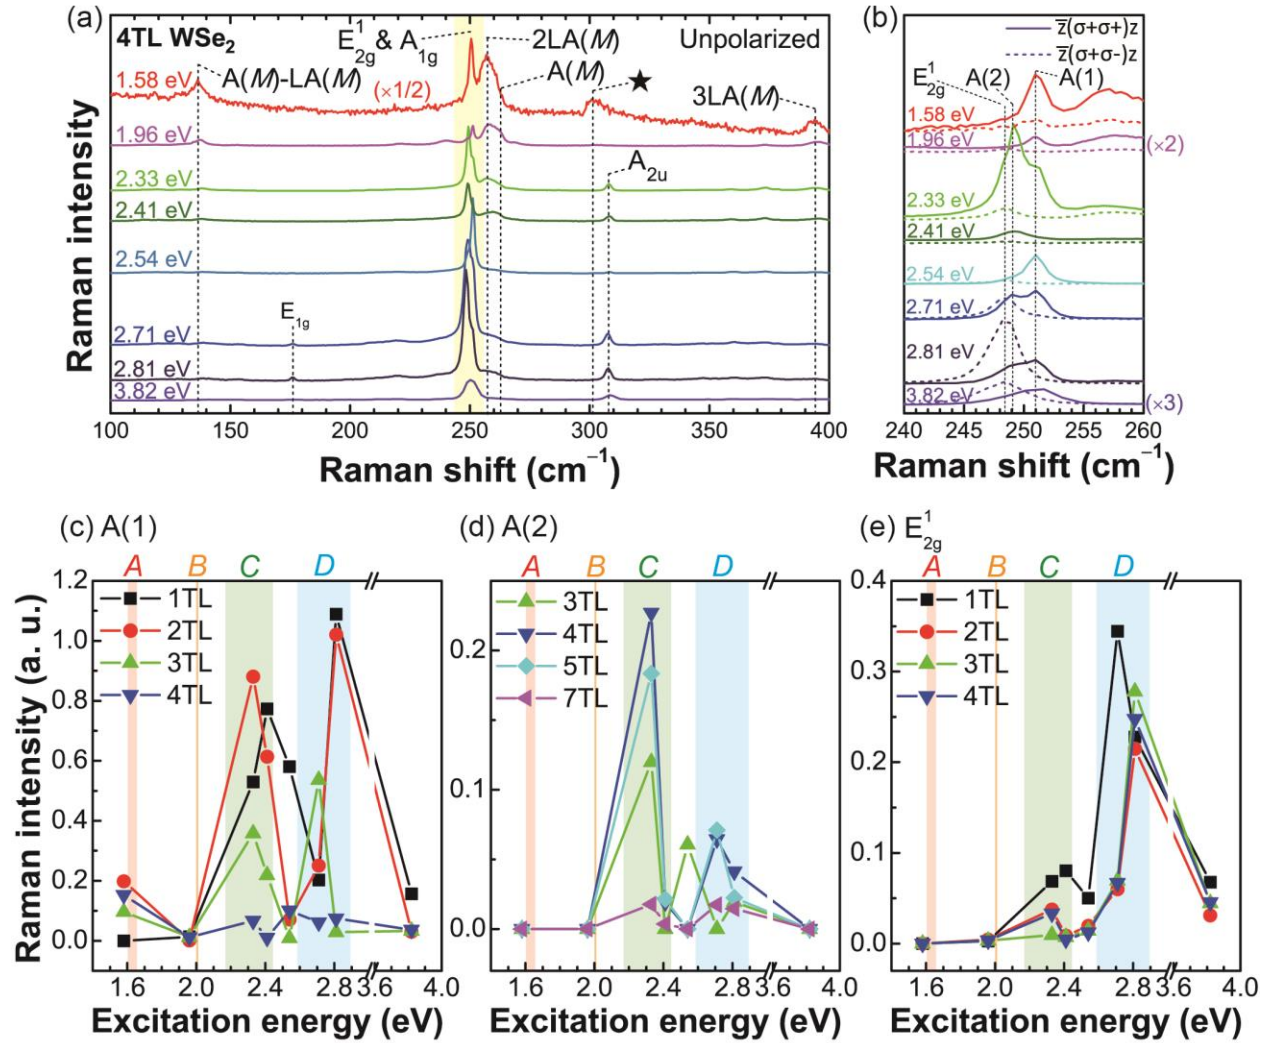 (a)
4TL WSe₂
E¹₂g & A₁g
2LA(M)
Unpolarized
A(M)-LA(M)
A(M)
★
1.58 eV
(×1/2)
3LA(M)
1.96 eV
2.33 eV
A₂ᵤ
2.41 eV
2.54 eV
E₁g
2.71 eV
2.81 eV
3.82 eV
100 150 200 250 300 350 400
Raman shift (cm⁻¹)
Raman intensity
(b)
z̅(σ+σ+)z
z̅(σ+σ-)z
E¹₂g A(2) A(1)
1.58 eV
1.96 eV (×2)
2.33 eV
2.41 eV
2.54 eV
2.71 eV
2.81 eV
3.82 eV (×3)
240 245 250 255 260
Raman shift (cm⁻¹)
(c) A(1)
A B C D
1TL
2TL
3TL
4TL
1.2
1.0
0.8
0.6
0.4
0.2
0.0
1.6 2.0 2.4 2.8 3.6 4.0
Excitation energy (eV)
Raman intensity (a. u.)
(d) A(2)
A B C D
3TL
4TL
5TL
7TL
0.2
0.1
0.0
1.6 2.0 2.4 2.8 3.6 4.0
Excitation energy (eV)
(e) E¹₂g
A B C D
1TL
2TL
3TL
4TL
0.4
0.3
0.2
0.1
0.0
1.6 2.0 2.4 2.8 3.6 4.0
Excitation energy (eV)